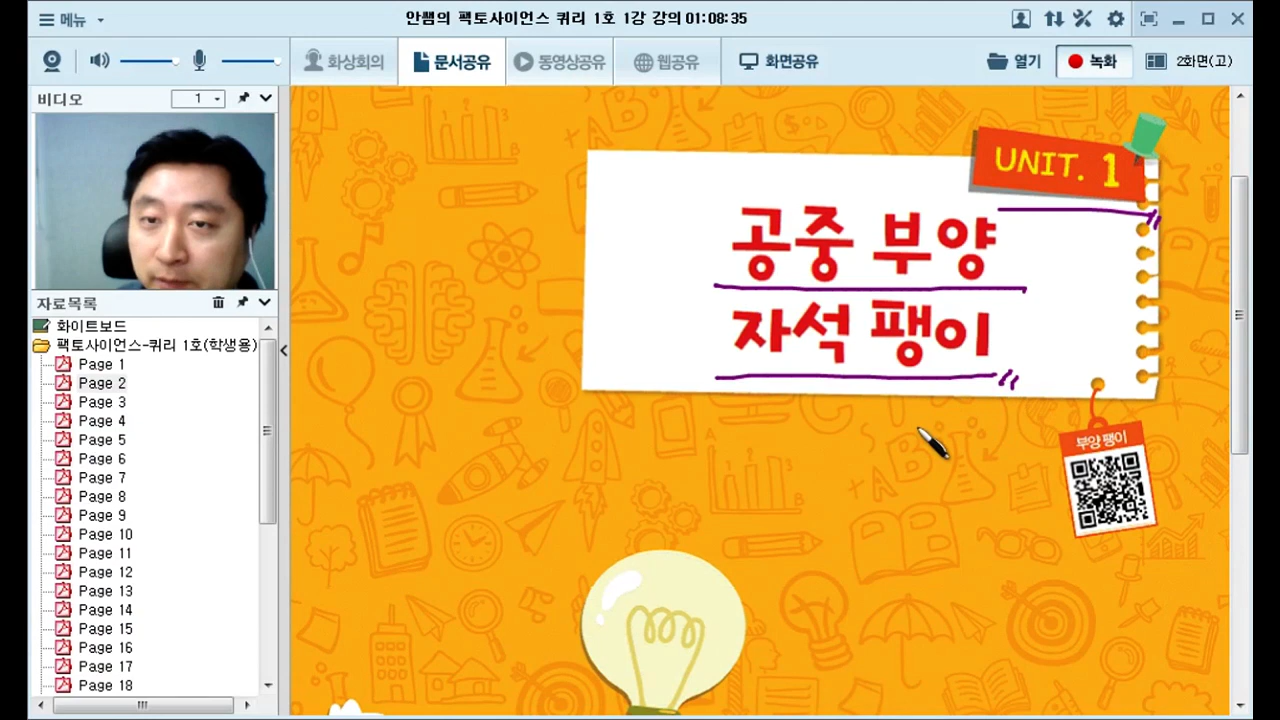 메뉴
안쌤의 팩토사이언스 퀴리 1호 1강 강의 01:08:35
화상회의
문서공유
동영상공유
웹공유
화면공유
열기
녹화
2화면(고)
비디오
1
자료목록
화이트보드
팩토사이언스-퀴리 1호(학생용)
Page 1
Page 2
Page 3
Page 4
Page 5
Page 6
Page 7
Page 8
Page 9
Page 10
Page 11
Page 12
Page 13
Page 14
Page 15
Page 16
Page 17
Page 18
UNIT. 1
공중 부양
자석 팽이
부양 팽이